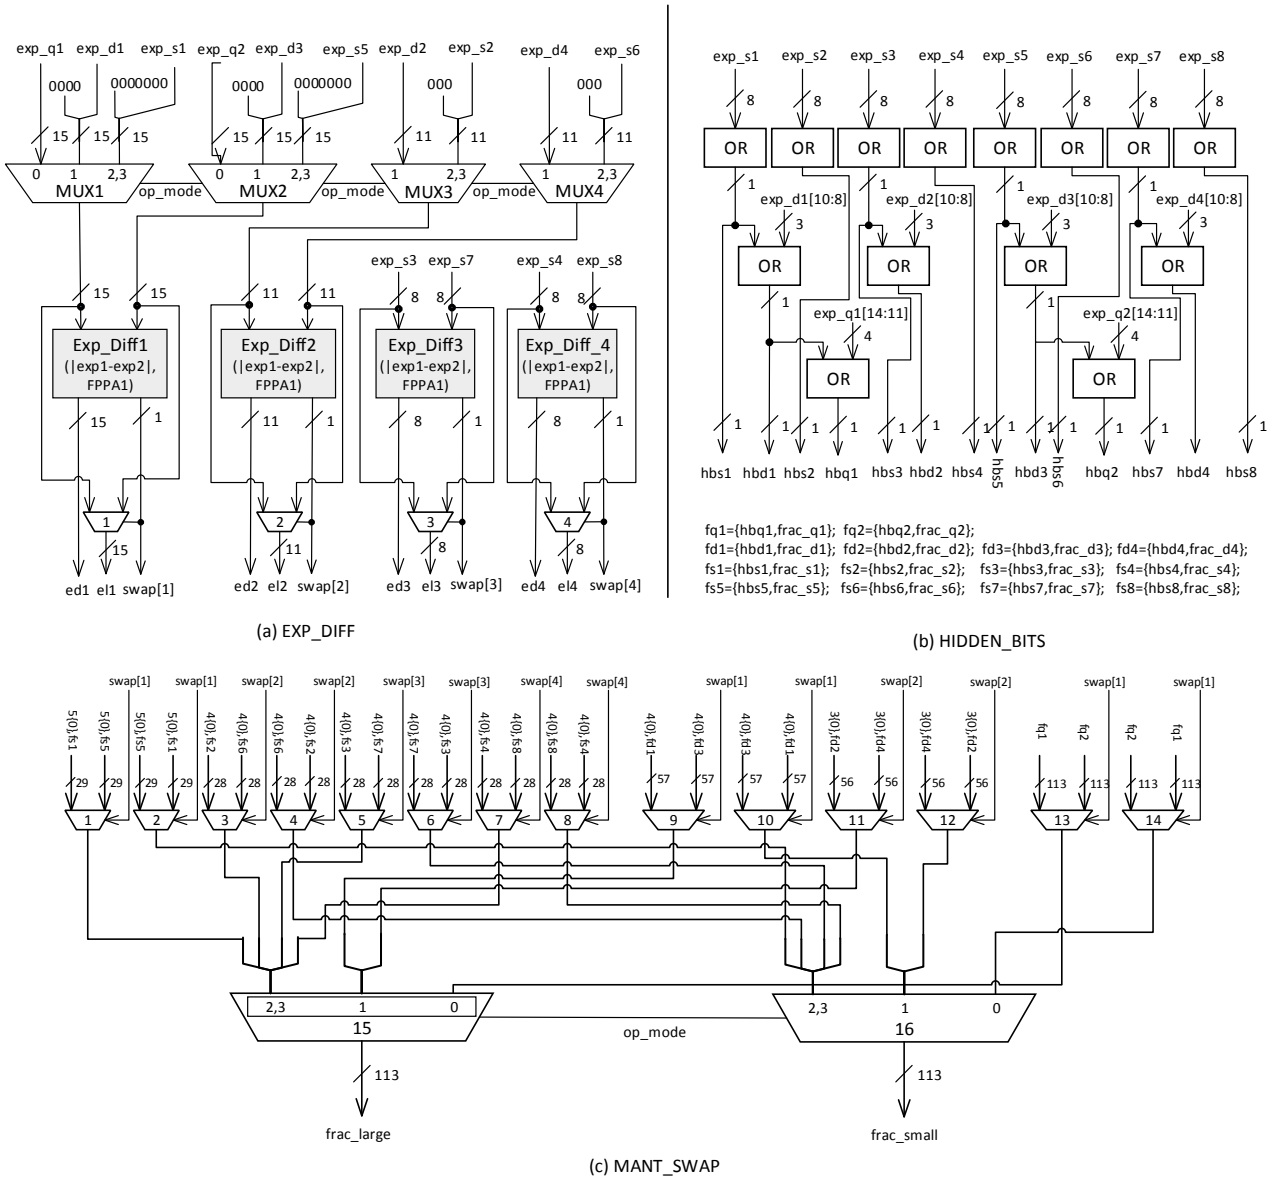 exp_q1 exp_d1 exp_s1 exp_q2 exp_d3 exp_s5 exp_d2 exp_s2 exp_d4 exp_s6
0000 0000000 0000 0000000 000 000
15 15 15 15 15 15 11 11 11 11
0 1 2,3 0 1 2,3 1 2,3 1 2,3
MUX1 op_mode MUX2 op_mode MUX3 op_mode MUX4
exp_s3 exp_s7 exp_s4 exp_s8
15 15 11 11 8 8 8 8
Exp_Diff1 Exp_Diff2 Exp_Diff3 Exp_Diff_4
(|exp1-exp2|, (|exp1-exp2|, (|exp1-exp2|, (|exp1-exp2|,
FPPA1) FPPA1) FPPA1) FPPA1)
15 1 11 1 8 1 8 1
1 2 3 4
15 11 8 8
ed1 el1 swap[1] ed2 el2 swap[2] ed3 el3 swap[3] ed4 el4 swap[4]
(a) EXP_DIFF
exp_s1 exp_s2 exp_s3 exp_s4 exp_s5 exp_s6 exp_s7 exp_s8
8 8 8 8 8 8 8 8
OR OR OR OR OR OR OR OR
1 1 1 1
exp_d1[10:8] exp_d2[10:8] exp_d3[10:8] exp_d4[10:8]
3 3 3 3
OR OR OR OR
1 1
exp_q1[14:11] exp_q2[14:11]
4 4
OR OR
1 1 1 1 1 1 1 1 1 1 1 1 1
hbs1 hbd1 hbs2 hbq1 hbs3 hbd2 hbs4 hbs5 hbd3 hbs6 hbq2 hbs7 hbd4 hbs8
fq1={hbq1,frac_q1}; fq2={hbq2,frac_q2};
fd1={hbd1,frac_d1}; fd2={hbd2,frac_d2}; fd3={hbd3,frac_d3}; fd4={hbd4,frac_d4};
fs1={hbs1,frac_s1}; fs2={hbs2,frac_s2}; fs3={hbs3,frac_s3}; fs4={hbs4,frac_s4};
fs5={hbs5,frac_s5}; fs6={hbs6,frac_s6}; fs7={hbs7,frac_s7}; fs8={hbs8,frac_s8};
(b) HIDDEN_BITS
swap[1] swap[1] swap[2] swap[2] swap[3] swap[3] swap[4] swap[4] swap[1] swap[1] swap[2] swap[2] swap[1] swap[1]
5{0},fs1 5{0},fs5 5{0},fs5 5{0},fs1 4{0},fs2 4{0},fs6 4{0},fs6 4{0},fs2 4{0},fs3 4{0},fs7 4{0},fs7 4{0},fs3 4{0},fs4 4{0},fs8 4{0},fs8 4{0},fs4 4{0},fd1 4{0},fd3 4{0},fd3 4{0},fd1 3{0},fd2 3{0},fd4 3{0},fd4 3{0},fd2 fq1 fq2 fq2 fq1
29 29 29 29 28 28 28 28 28 28 28 28 28 28 28 28 57 57 57 57 56 56 56 56 113 113 113 113
1 2 3 4 5 6 7 8 9 10 11 12 13 14
2,3 1 0 2,3 1 0
15 op_mode 16
113 113
frac_large frac_small
(c) MANT_SWAP